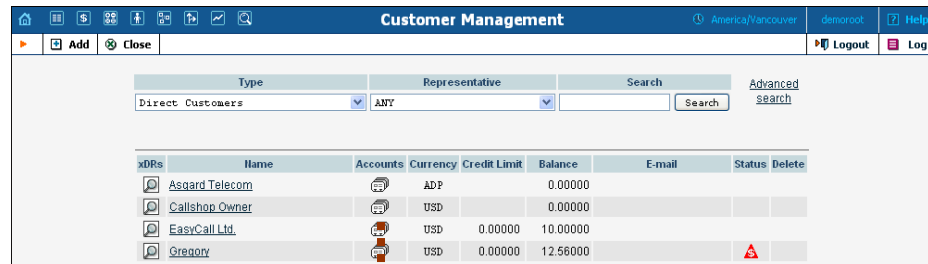 Customer Management America/Vancouver demoroot Help
Add Close Logout Log
Type Representative Search Advanced search
Direct Customers ANY Search
xDRs Name Accounts Currency Credit Limit Balance E-mail Status Delete
Asgard Telecom ADP 0.00000
Callshop Owner USD 0.00000
EasyCall Ltd. USD 0.00000 10.00000
Gregory USD 0.00000 12.56000